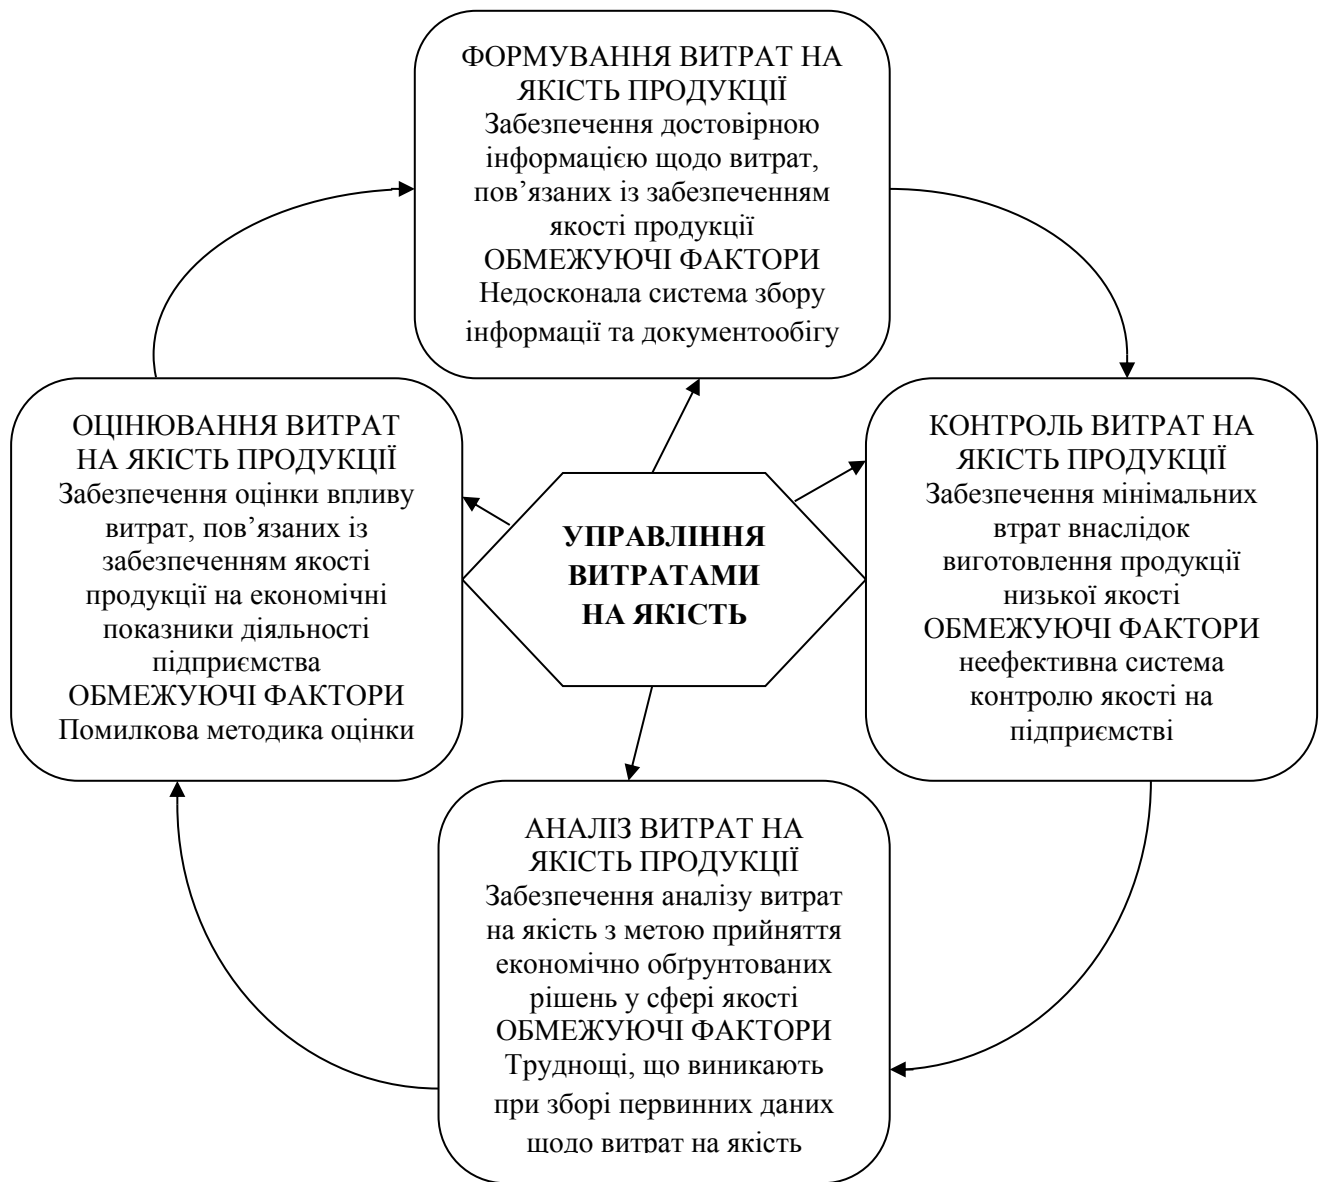 ФОРМУВАННЯ ВИТРАТ НА
ЯКІСТЬ ПРОДУКЦІЇ
Забезпечення достовірною
інформацією щодо витрат,
пов’язаних із забезпеченням
якості продукції
ОБМЕЖУЮЧІ ФАКТОРИ
Недосконала система збору
інформації та документообігу
ОЦІНЮВАННЯ ВИТРАТ
НА ЯКІСТЬ ПРОДУКЦІЇ
Забезпечення оцінки впливу
витрат, пов’язаних із
забезпеченням якості
продукції на економічні
показники діяльності
підприємства
ОБМЕЖУЮЧІ ФАКТОРИ
Помилкова методика оцінки
УПРАВЛІННЯ
ВИТРАТАМИ
НА ЯКІСТЬ
КОНТРОЛЬ ВИТРАТ НА
ЯКІСТЬ ПРОДУКЦІЇ
Забезпечення мінімальних
втрат внаслідок
виготовлення продукції
низької якості
ОБМЕЖУЮЧІ ФАКТОРИ
неефективна система
контролю якості на
підприємстві
АНАЛІЗ ВИТРАТ НА
ЯКІСТЬ ПРОДУКЦІЇ
Забезпечення аналізу витрат
на якість з метою прийняття
економічно обґрунтованих
рішень у сфері якості
ОБМЕЖУЮЧІ ФАКТОРИ
Труднощі, що виникають
при зборі первинних даних
щодо витрат на якість